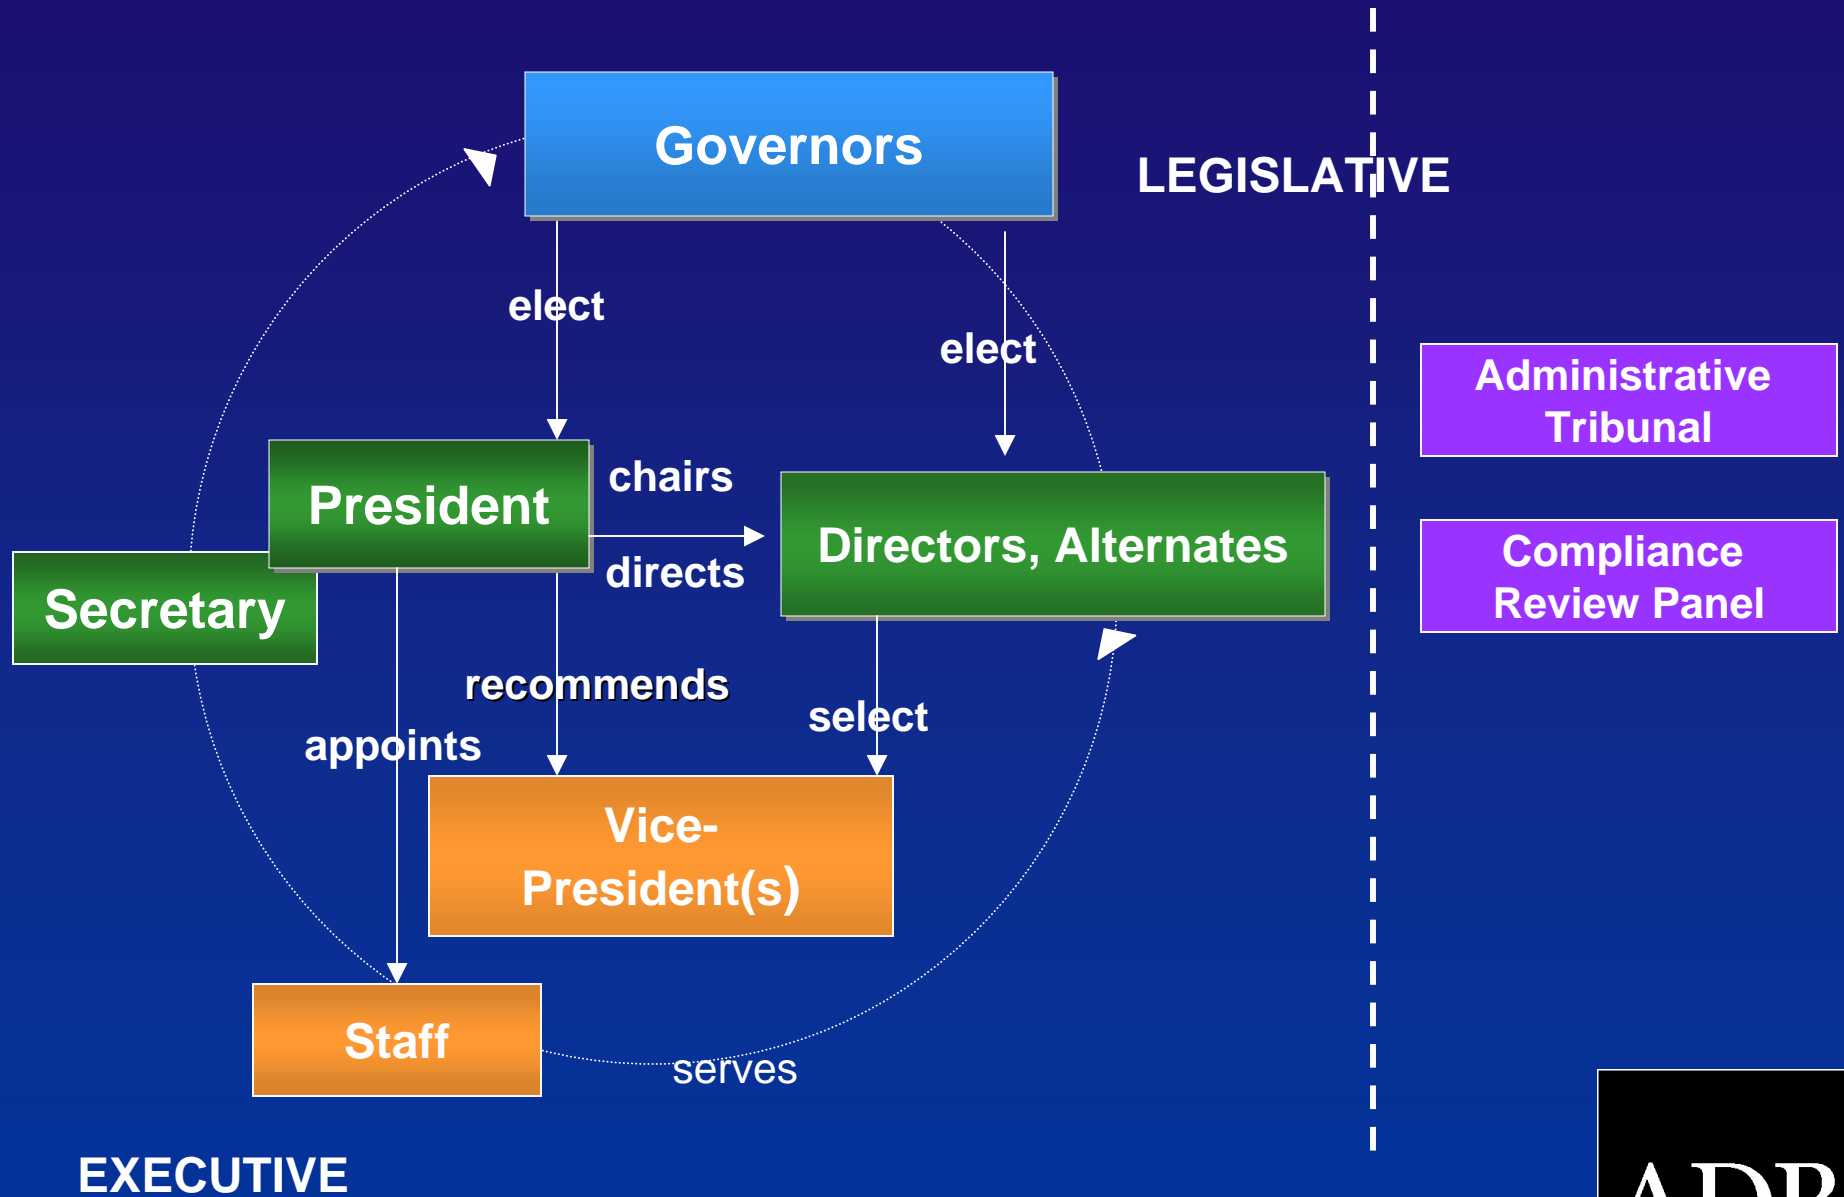 Governors
LEGISLATIVE
elect
elect
Administrative
Tribunal
chairs
President
Directors, Alternates
directs
Compliance
Review Panel
Secretary
recommends
select
appoints
Vice-
President(s)
Staff
serves
EXECUTIVE
ADB